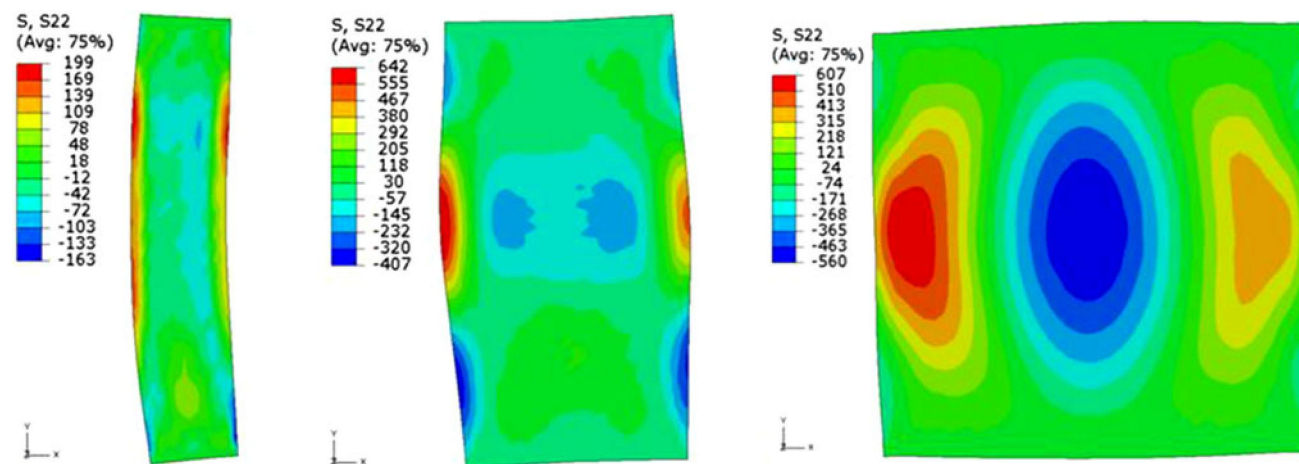 S, S22
(Avg: 75%)
199
169
139
109
78
48
18
-12
-42
-72
-103
-133
-163
Y
Z
X
S, S22
(Avg: 75%)
642
555
467
380
292
205
118
30
-57
-145
-232
-320
-407
Y
Z
X
S, S22
(Avg: 75%)
607
510
413
315
218
121
24
-74
-171
-268
-365
-463
-560
Y
Z
X